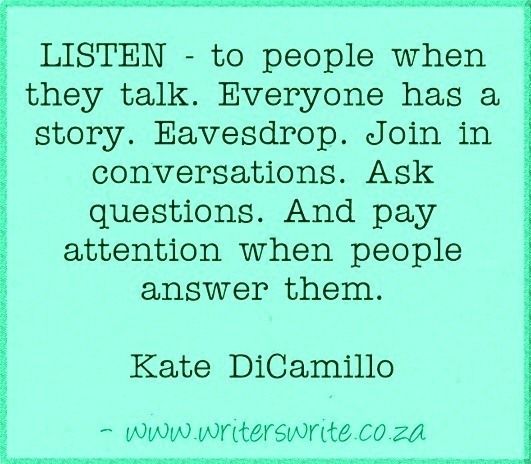 LISTEN - to people when
they talk. Everyone has a
story. Eavesdrop. Join in
conversations. Ask
questions. And pay
attention when people
answer them.
Kate DiCamillo
- www.writerswrite.co.za